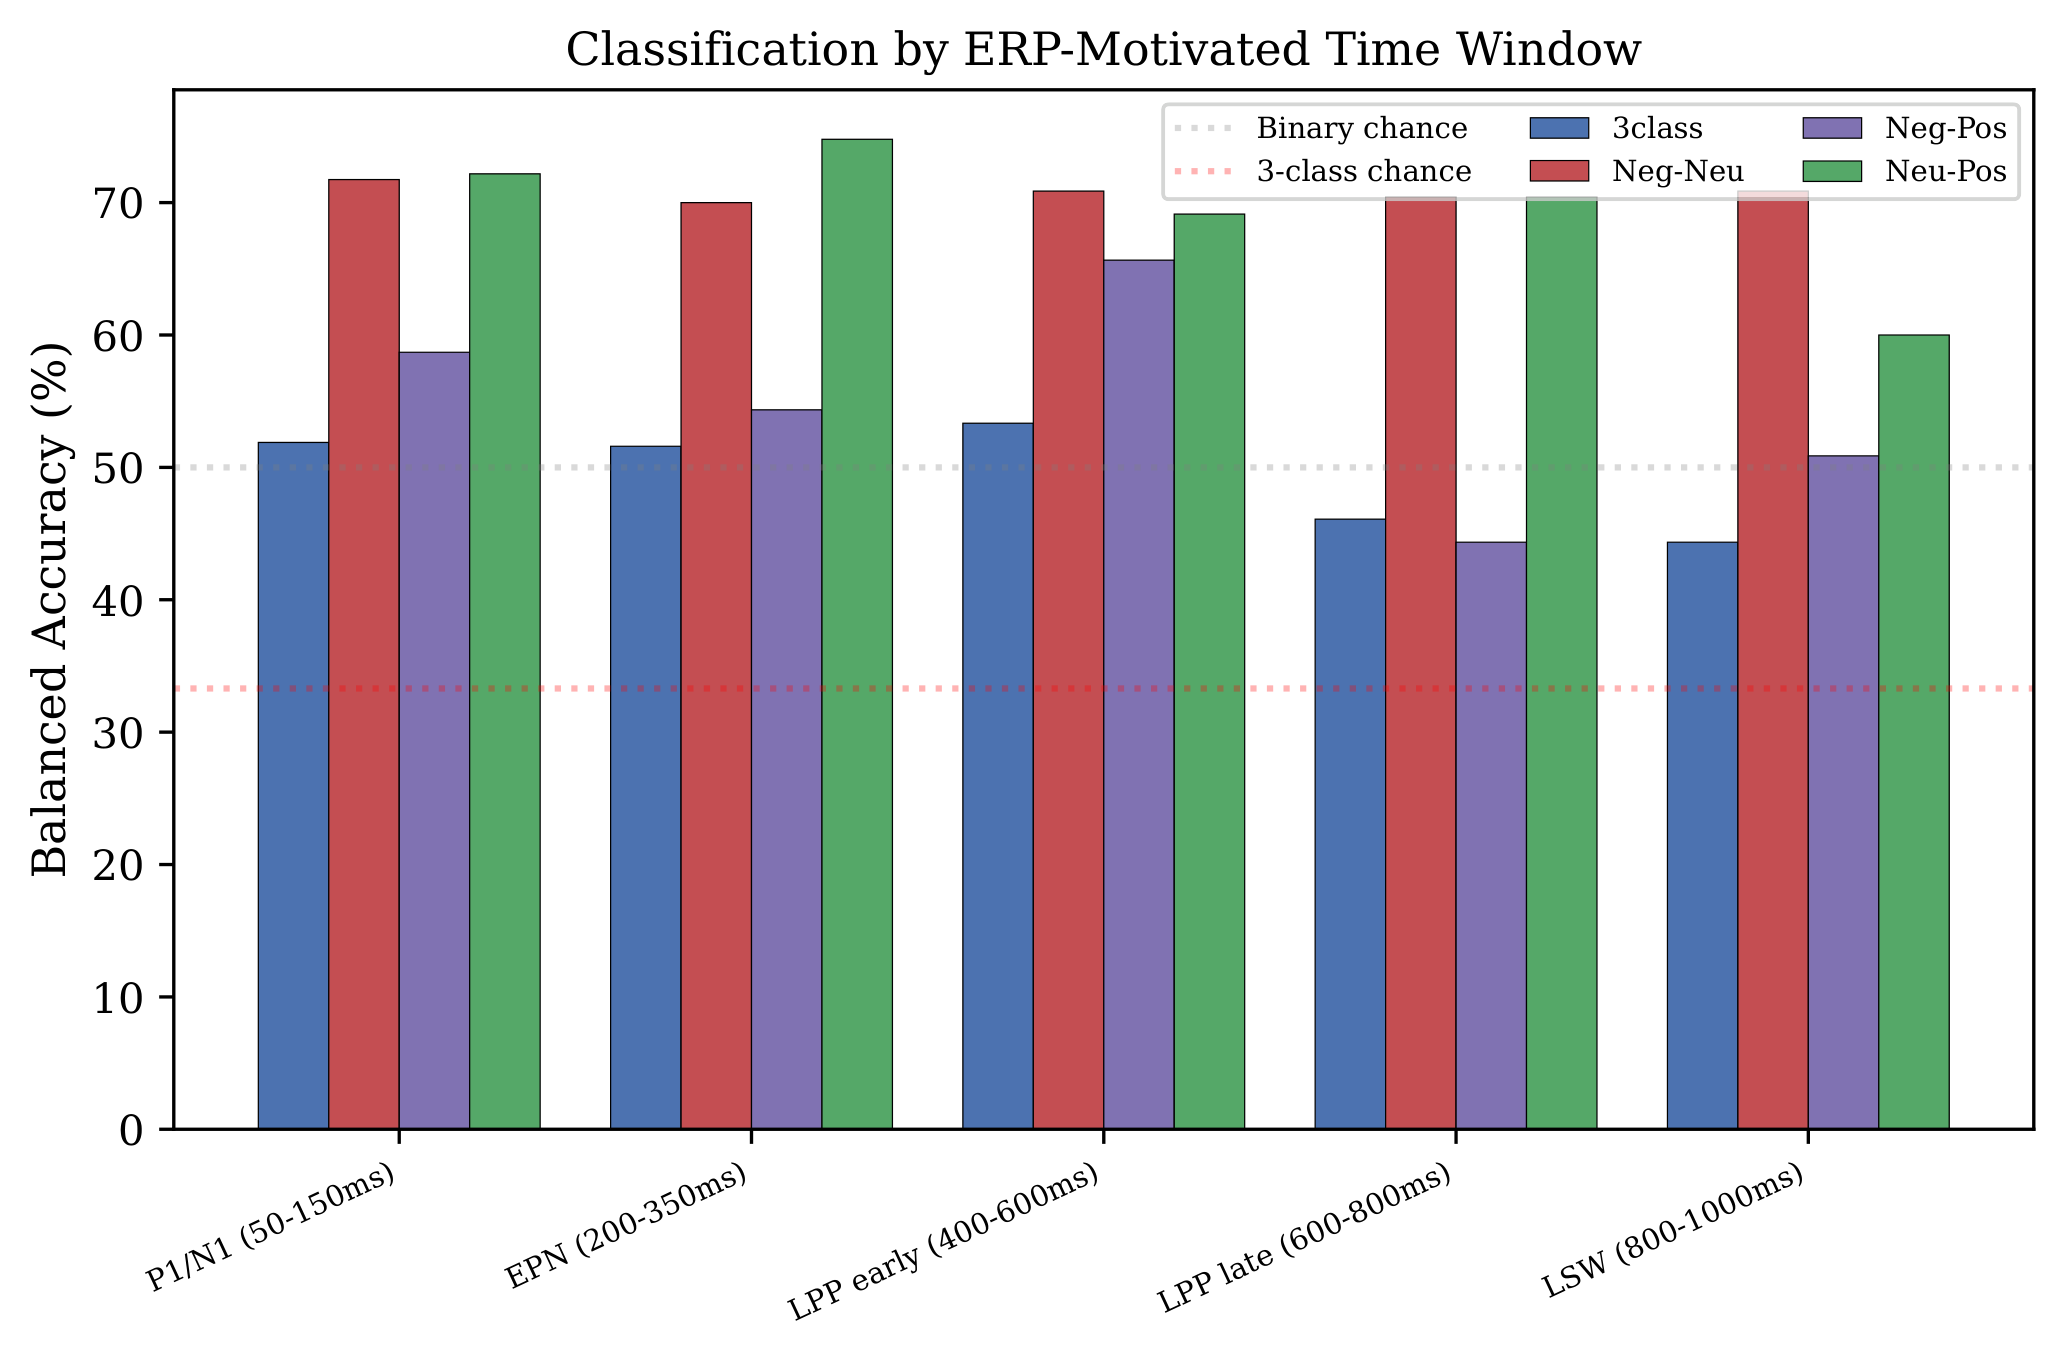 Classification by ERP-Motivated Time Window
Binary chance
3-class chance
3class
Neg-Neu
Neg-Pos
Neu-Pos
Balanced Accuracy (%)
70
60
50
40
30
20
10
0
P1/N1 (50-150ms)
EPN (200-350ms)
LPP early (400-600ms)
LPP late (600-800ms)
LSW (800-1000ms)